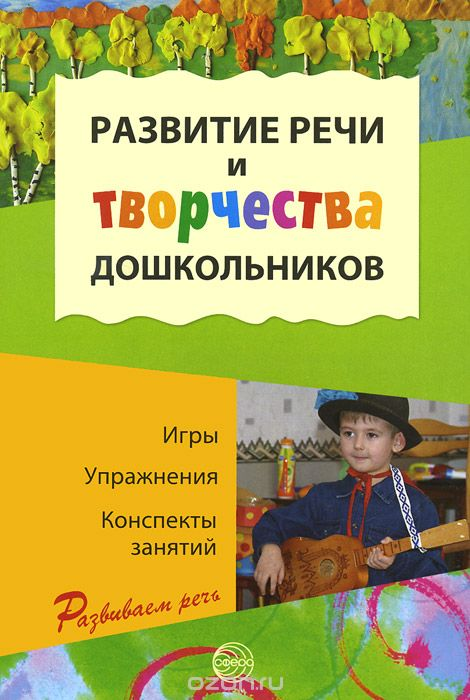 РАЗВИТИЕ РЕЧИ
и
творчества
ДОШКОЛЬНИКОВ
Игры
Упражнения
Конспекты
занятий
Развиваем речь
сфера
ozon.ru